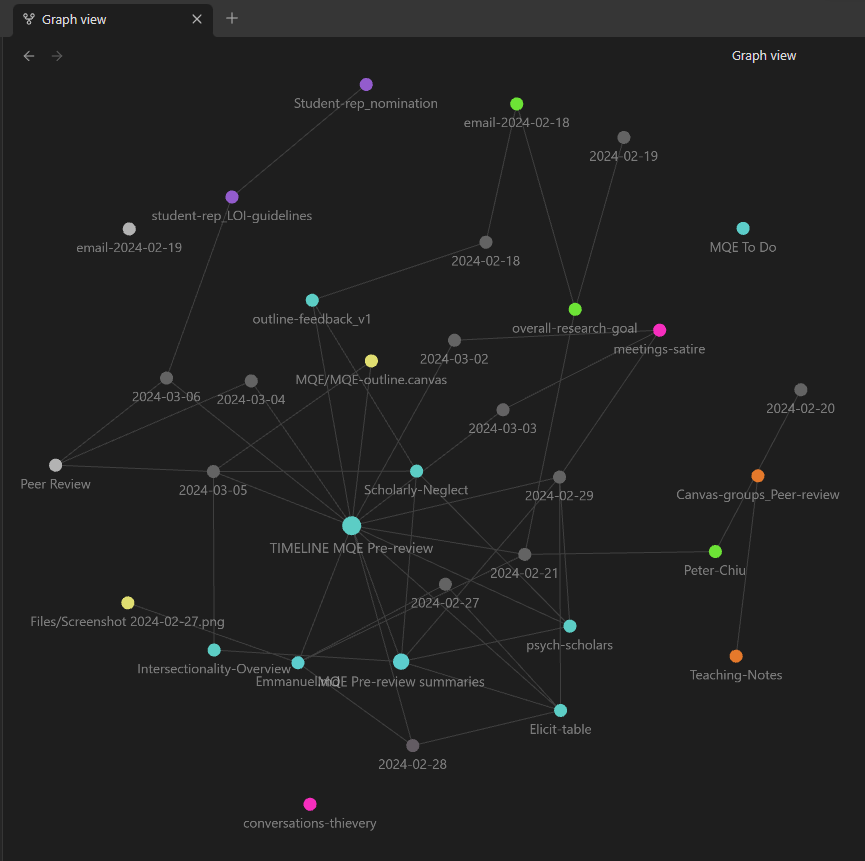 Graph view
Graph view
Student-rep_nomination
email-2024-02-18
2024-02-19
student-rep_LOI-guidelines
email-2024-02-19
MQE To Do
2024-02-18
outline-feedback_v1
overall-research-goal
meetings-satire
2024-03-02
MQE/MQE-outline.canvas
2024-03-06
2024-03-04
2024-02-20
2024-03-03
Peer Review
2024-03-05
Scholarly-Neglect
2024-02-29
Canvas-groups_Peer-review
TIMELINE MQE Pre-review
2024-02-21
Peter-Chiu
2024-02-27
Files/Screenshot 2024-02-27.png
psych-scholars
Intersectionality-Overview
Teaching-Notes
MQE Pre-review summaries
Elicit-table
2024-02-28
conversations-thievery